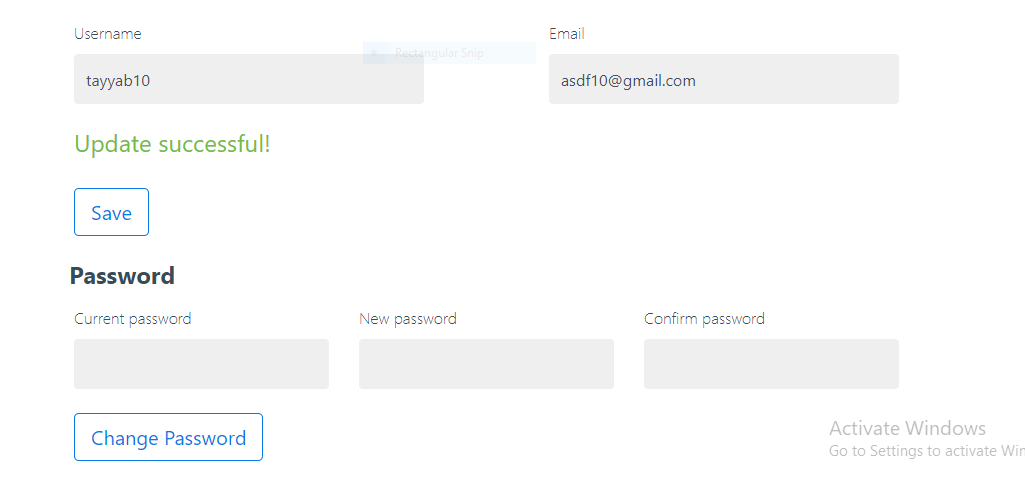 Username Email
Rectangular Snip
tayyab10 asdf10@gmail.com
Update successful!
Save
Password
Current password New password Confirm password
Change Password
Activate Windows
Go to Settings to activate Win